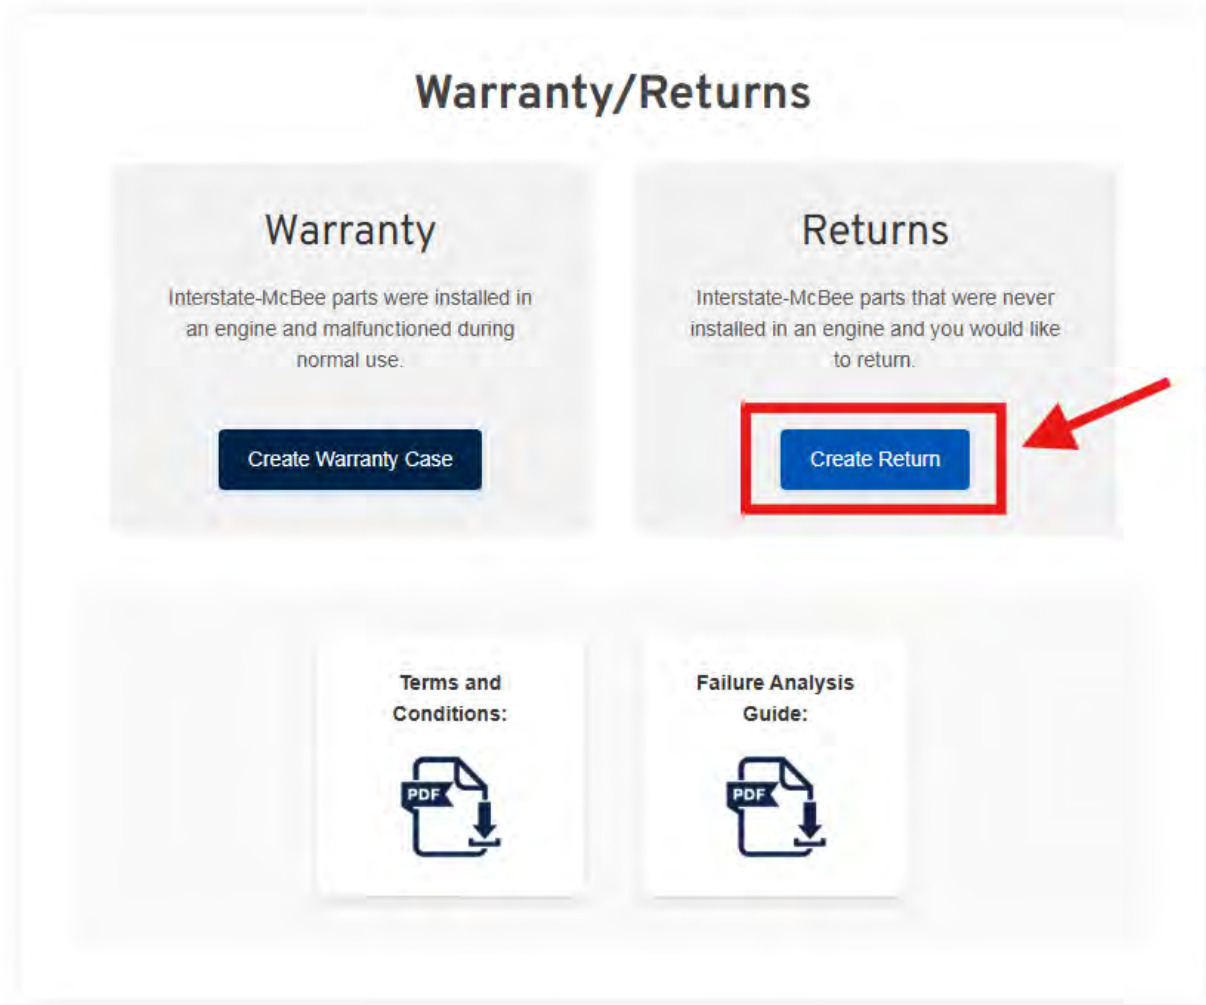 Warranty/Returns
Warranty
Interstate-McBee parts were installed in
an engine and malfunctioned during
normal use.
Create Warranty Case
Returns
Interstate-McBee parts that were never
installed in an engine and you would like
to return.
Create Return
Terms and
Conditions:
PDF
Failure Analysis
Guide:
PDF